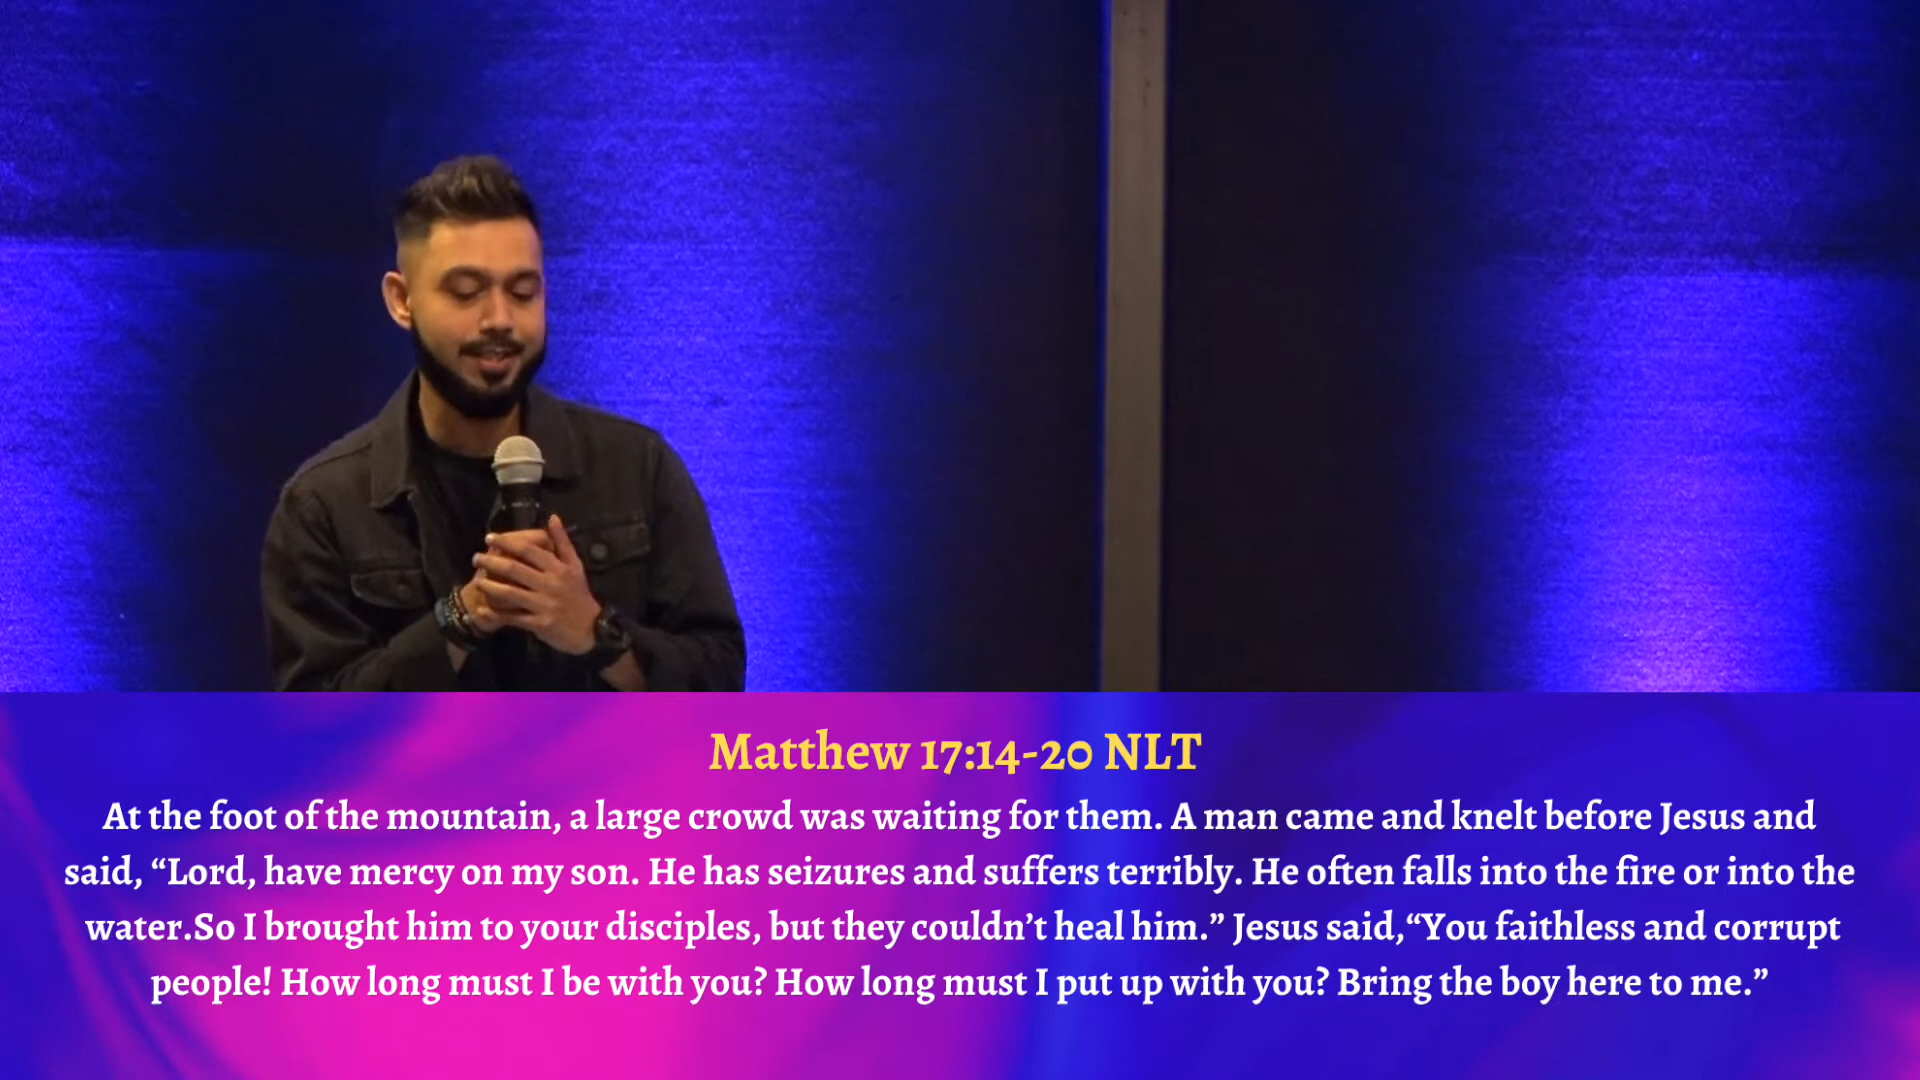 Matthew 17:14-20 NLT
At the foot of the mountain, a large crowd was waiting for them. A man came and knelt before Jesus and
said, “Lord, have mercy on my son. He has seizures and suffers terribly. He often falls into the fire or into the
water.So I brought him to your disciples, but they couldn’t heal him.” Jesus said,“You faithless and corrupt
people! How long must I be with you? How long must I put up with you? Bring the boy here to me.”